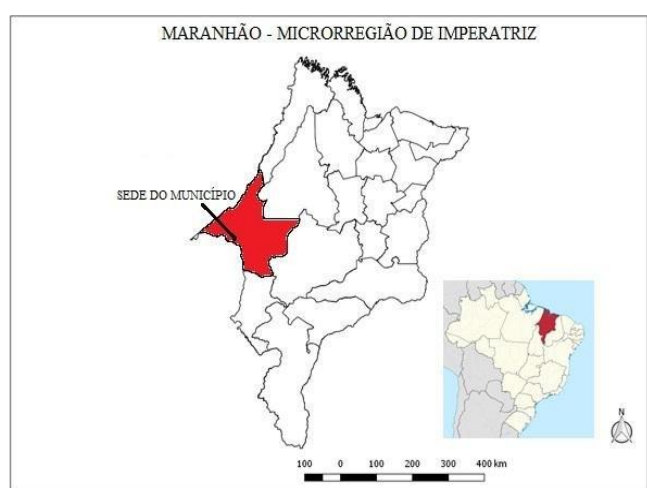 MARANHÃO - MICRORREGIÃO DE IMPERATRIZ
SEDE DO MUNICÍPIO
N
100 0 100 200 300 400 km